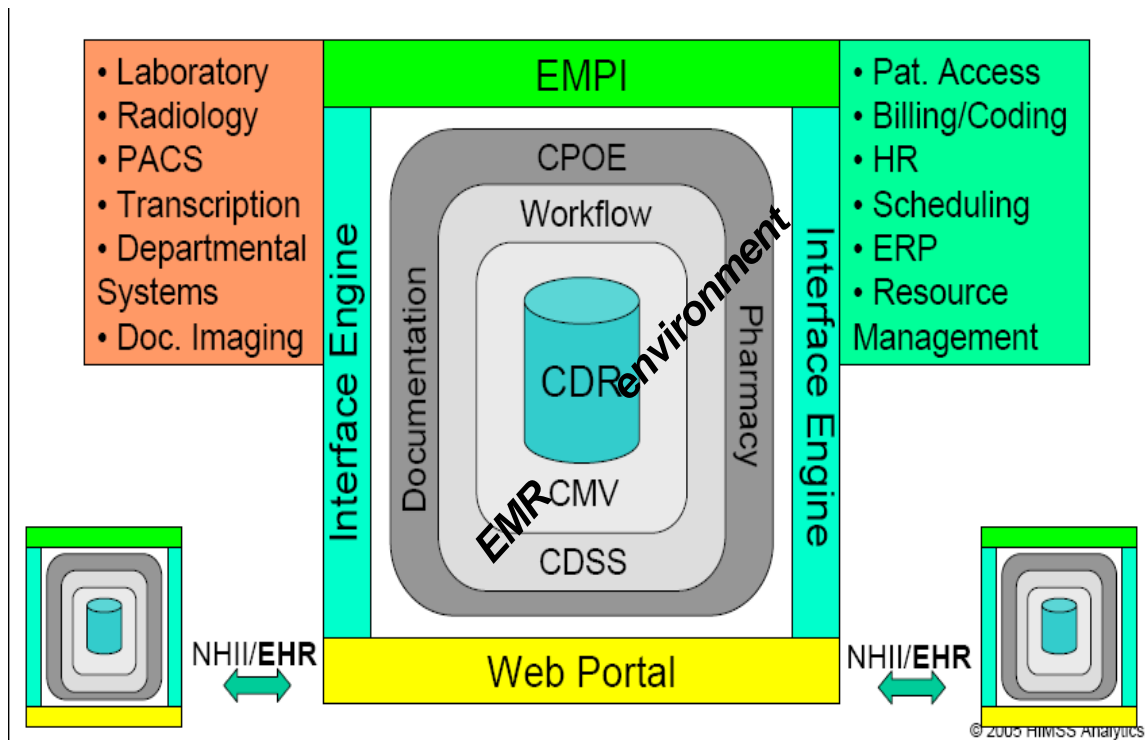 • Laboratory
• Radiology
• PACS
• Transcription
• Departmental
Systems
• Doc. Imaging
EMPI
• Pat. Access
• Billing/Coding
• HR
• Scheduling
• ERP
• Resource
Management
Interface Engine
CPOE
Workflow
Documentation
CDR
CMV
CDSS
Pharmacy
EMR
environment
Interface Engine
NHII/EHR
Web Portal
NHII/EHR
© 2005 HIMSS Analytics